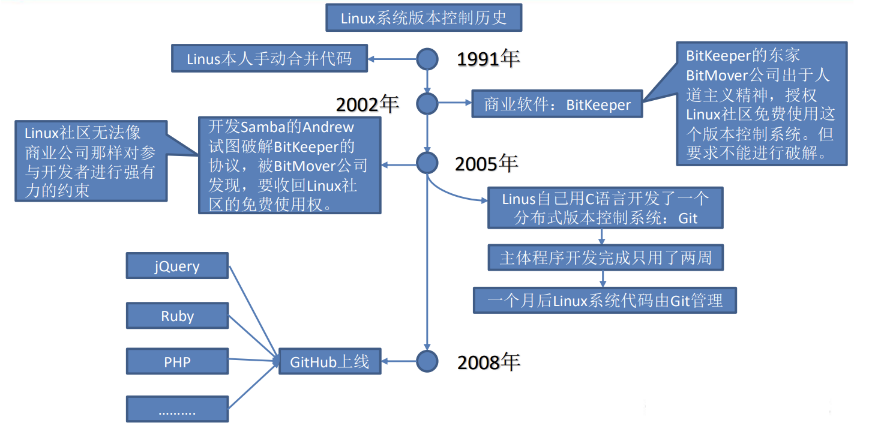 Linux系统版本控制历史
Linus本人手动合并代码
1991年
2002年
商业软件：BitKeeper
BitKeeper的东家
BitMover公司出于人
道主义精神，授权
Linux社区免费使用这
个版本控制系统。但
要求不能进行破解。
Linux社区无法像
商业公司那样对参
与开发者进行强有
力的约束
开发Samba的Andrew
试图破解BitKeeper的
协议，被BitMover公司
发现，要收回Linux社
区的免费使用权。
2005年
Linus自己用C语言开发了一个
分布式版本控制系统：Git
主体程序开发完成只用了两周
一个月后Linux系统代码由Git管理
jQuery
Ruby
PHP
……….
GitHub上线
2008年